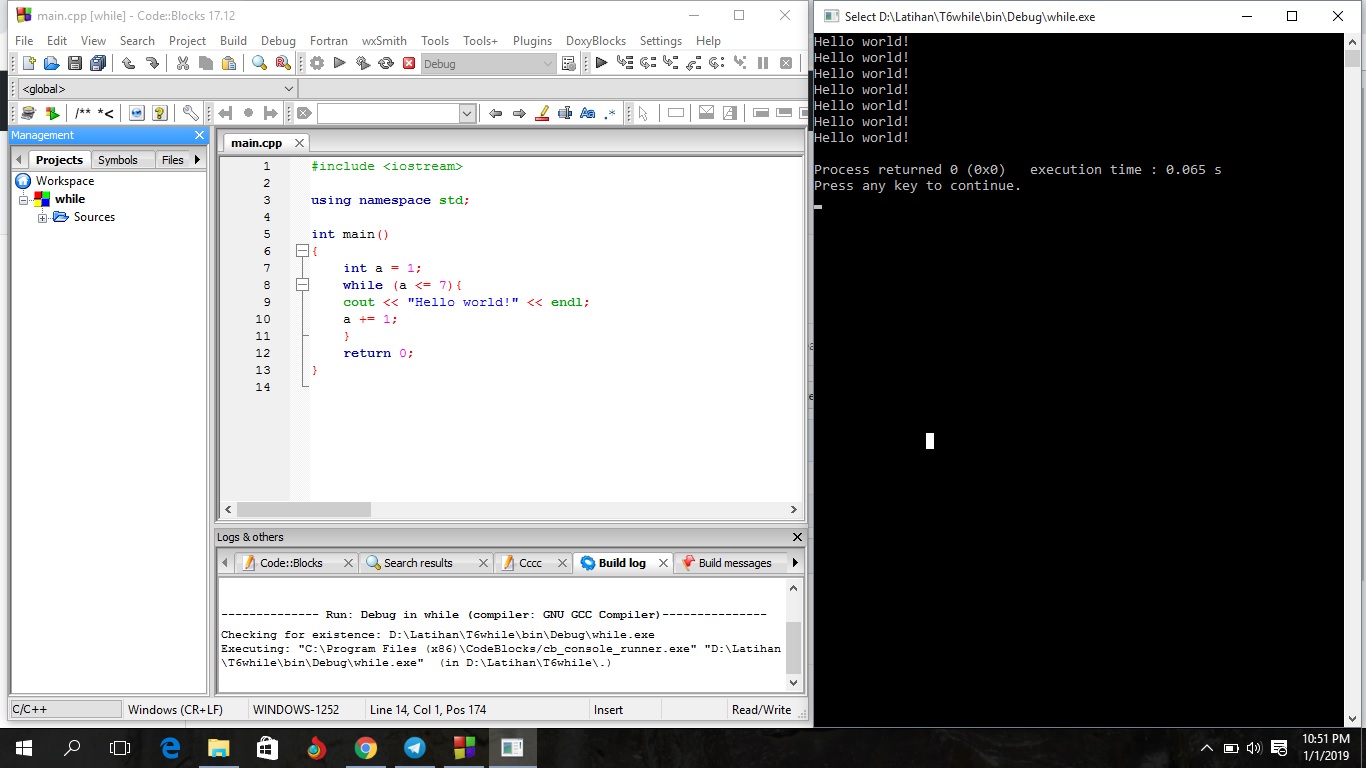 main.cpp [while] - Code::Blocks 17.12
File Edit View Search Project Build Debug Fortran wxSmith Tools Tools+ Plugins DoxyBlocks Settings Help
Debug
<global>
/** *<
Aa .*
Management
Projects Symbols Files
Workspace
while
Sources
main.cpp
1 #include <iostream>
2
3 using namespace std;
4
5 int main()
6 {
7 int a = 1;
8 while (a <= 7){
9 cout << "Hello world!" << endl;
10 a += 1;
11 }
12 return 0;
13 }
14
Logs & others
Code::Blocks Search results Cccc Build log Build messages
-------------- Run: Debug in while (compiler: GNU GCC Compiler)---------------
Checking for existence: D:\Latihan\T6while\bin\Debug\while.exe
Executing: "C:\Program Files (x86)\CodeBlocks/cb_console_runner.exe" "D:\Latihan
\T6while\bin\Debug\while.exe"  (in D:\Latihan\T6while\.)
C/C++ Windows (CR+LF) WINDOWS-1252 Line 14, Col 1, Pos 174 Insert Read/Write
Select D:\Latihan\T6while\bin\Debug\while.exe
Hello world!
Hello world!
Hello world!
Hello world!
Hello world!
Hello world!
Hello world!
Process returned 0 (0x0)   execution time : 0.065 s
Press any key to continue.
10:51 PM
1/1/2019